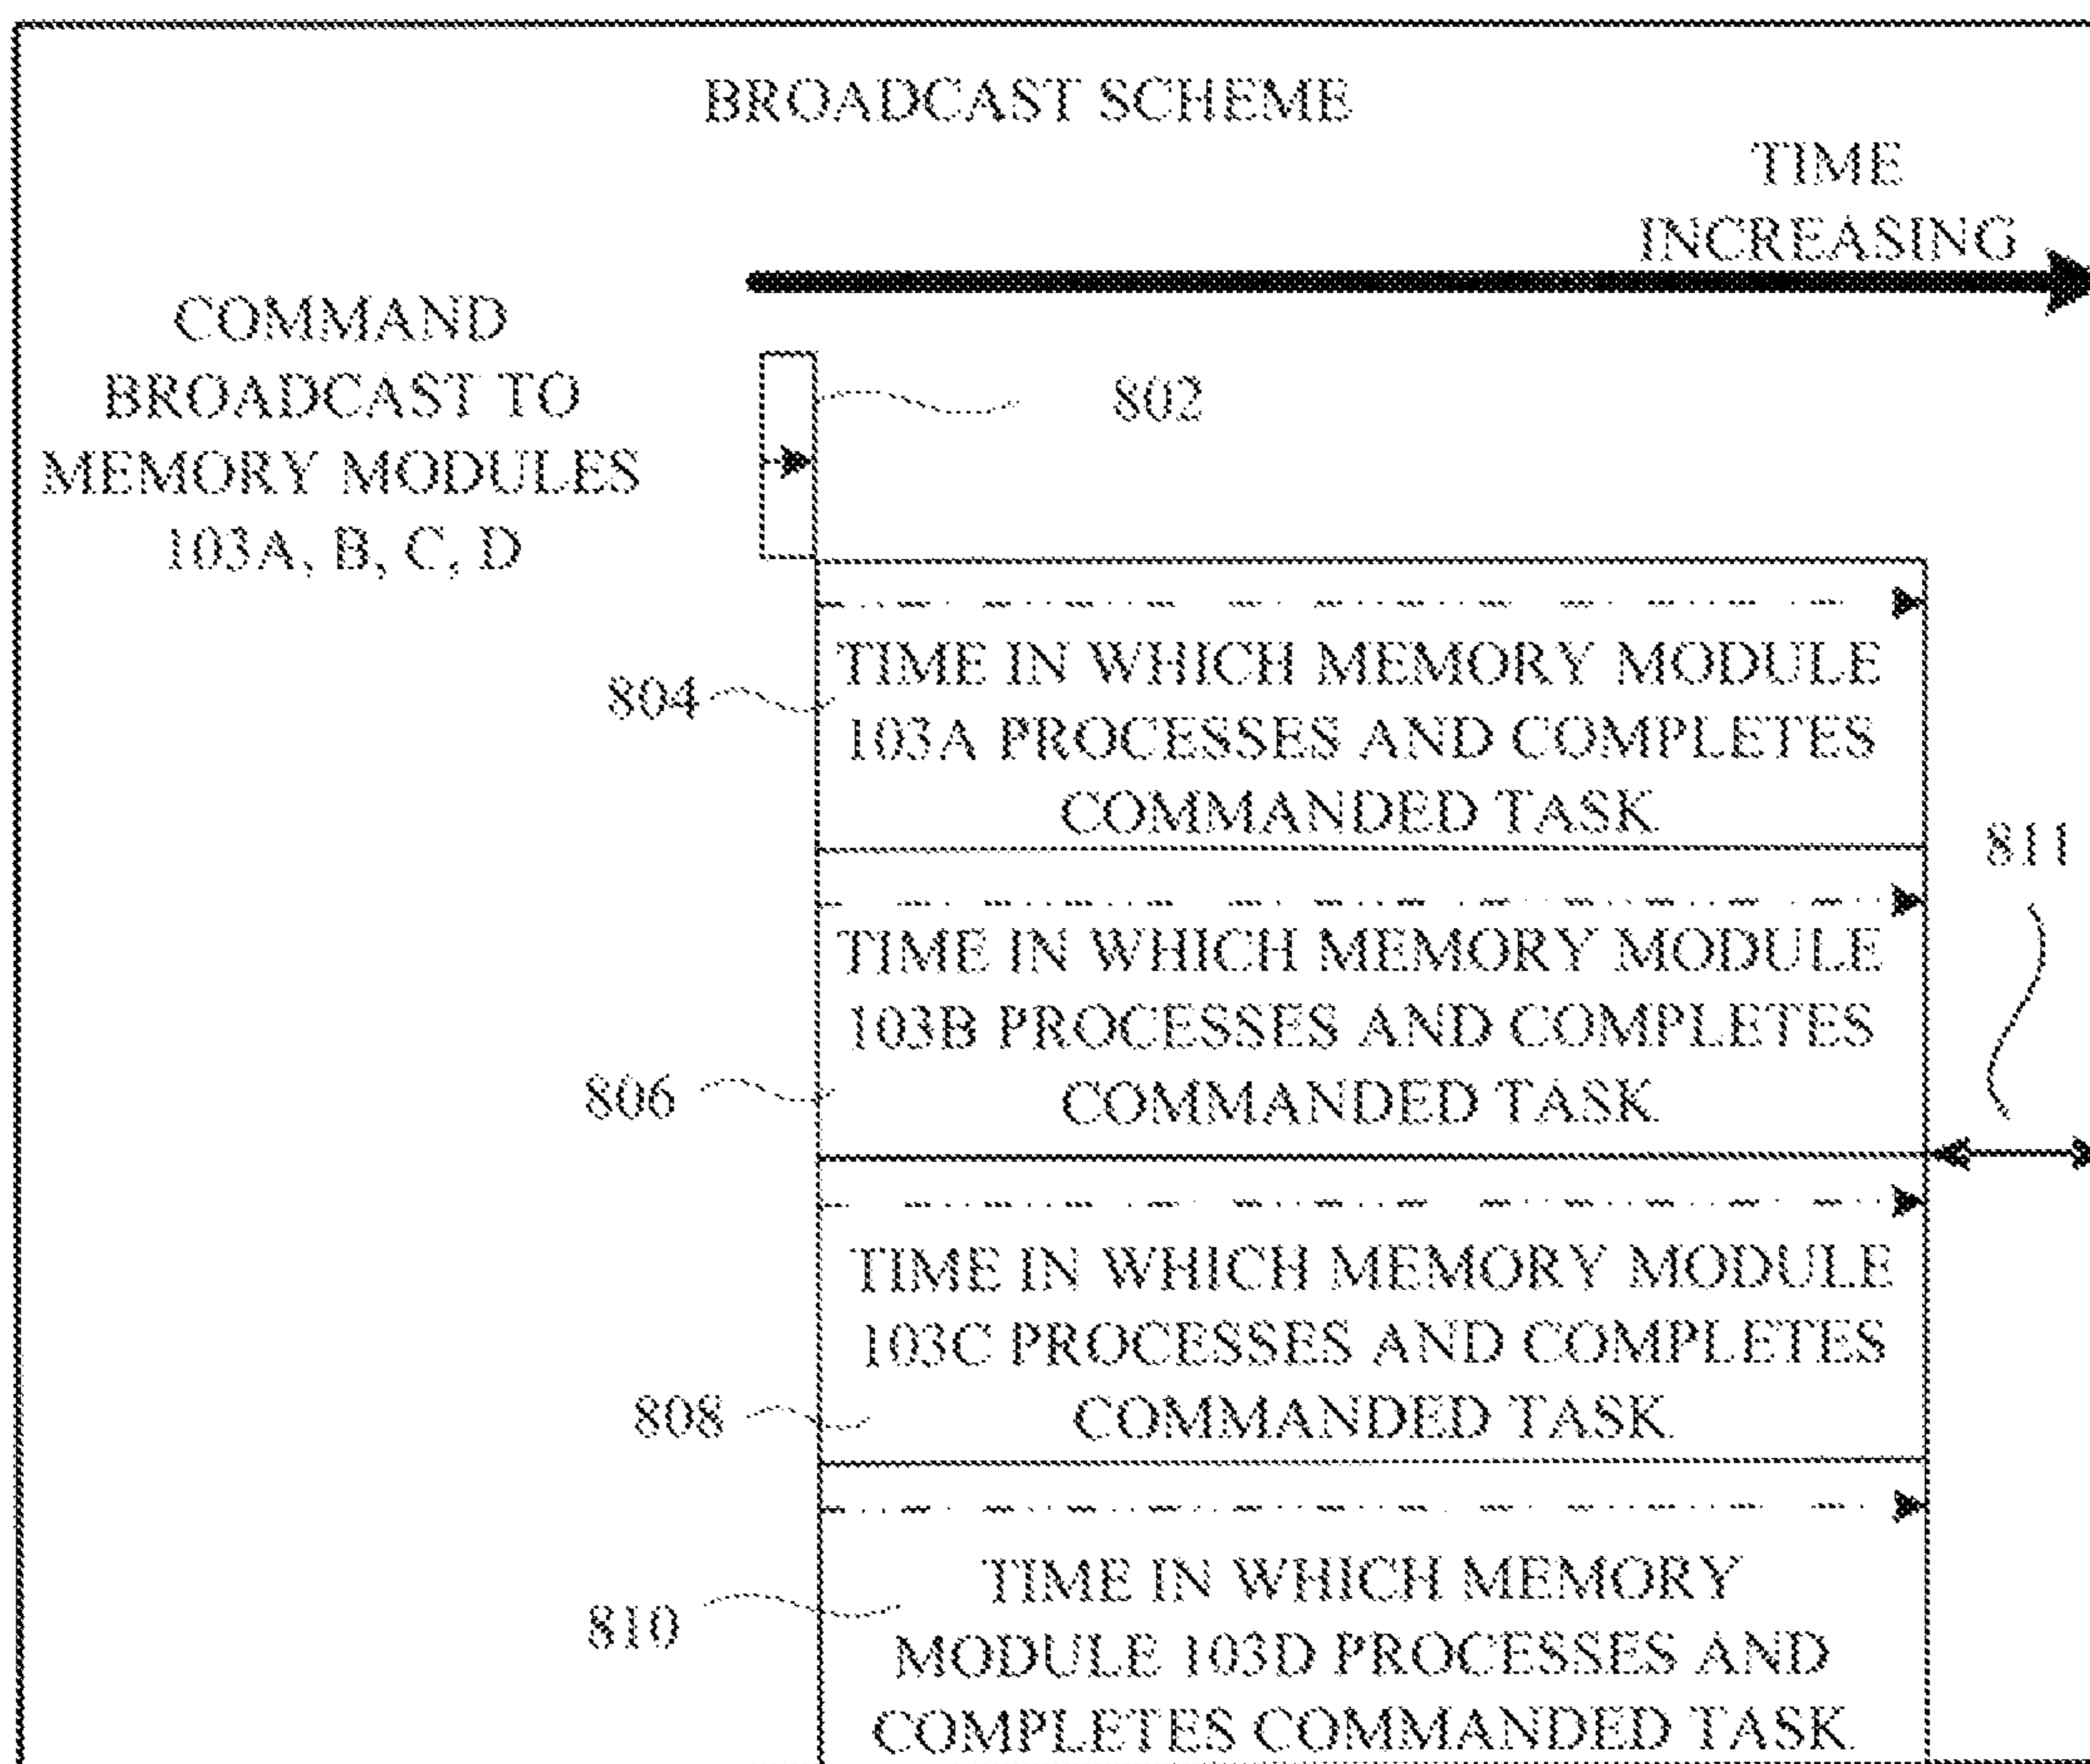 BROADCAST SCHEME
TIME
INCREASING
COMMAND
BROADCAST TO
MEMORY MODULES
103A, B, C, D
802
804
TIME IN WHICH MEMORY MODULE
103A PROCESSES AND COMPLETES
COMMANDED TASK
811
806
TIME IN WHICH MEMORY MODULE
103B PROCESSES AND COMPLETES
COMMANDED TASK
808
TIME IN WHICH MEMORY MODULE
103C PROCESSES AND COMPLETES
COMMANDED TASK
810
TIME IN WHICH MEMORY
MODULE 103D PROCESSES AND
COMPLETES COMMANDED TASK